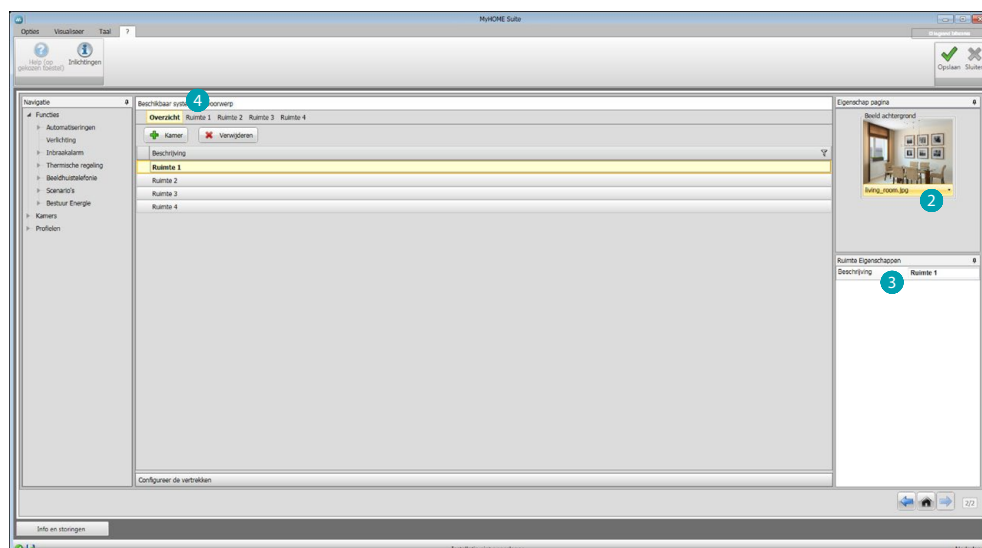 MyHOME Suite
Opties Visualiseer Taal ?
Help (op gekozen toestel)
Inlichtingen
Opslaan Sluiten
Navigatie
Functies
Automatiseringen
Verlichting
Inbraakalarm
Thermische regeling
Beeldhuistelefonie
Scenario's
Bestuur Energie
Kamers
Profielen
Beschikbaar voorwerp
4
Overzicht Ruimte 1 Ruimte 2 Ruimte 3 Ruimte 4
Kamer Verwijderen
Beschrijving
Ruimte 1
Ruimte 2
Ruimte 3
Ruimte 4
Configureer de vertrekken
Eigenschap pagina
Beeld achtergrond
living_room.jpg
2
Ruimte Eigenschappen
Beschrijving Ruimte 1
3
2/2
Info en storingen